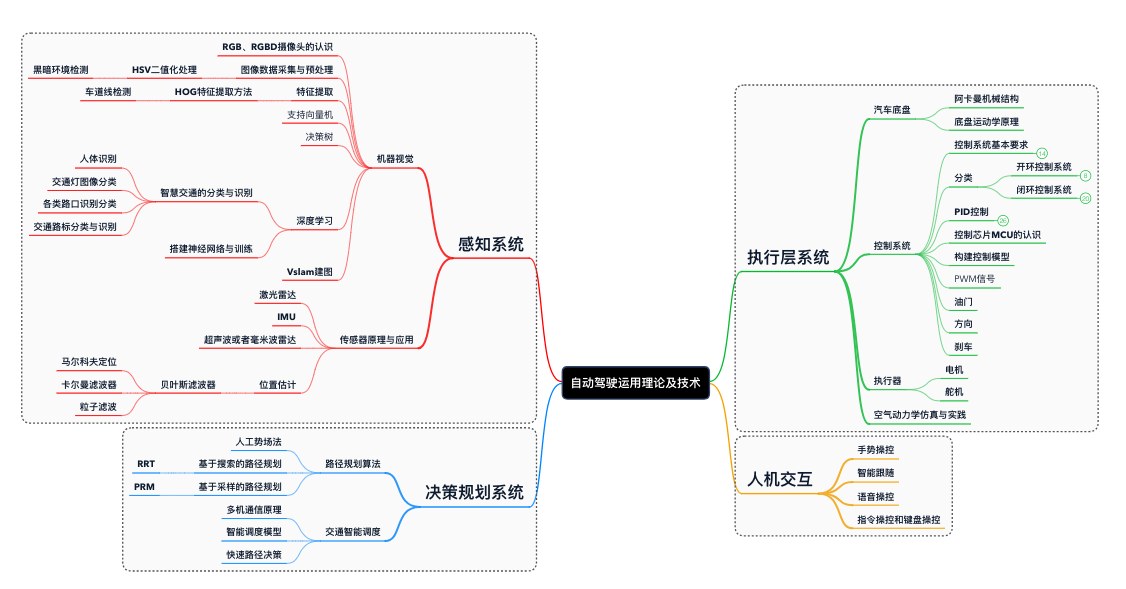 自动驾驶运用理论及技术
感知系统
机器视觉
RGB、RGBD摄像头的认识
图像数据采集与预处理
HSV二值化处理
黑暗环境检测
特征提取
HOG特征提取方法
车道线检测
支持向量机
决策树
深度学习
智慧交通的分类与识别
人体识别
交通灯图像分类
各类路口识别分类
交通路标分类与识别
搭建神经网络与训练
Vslam建图
传感器原理与应用
激光雷达
IMU
超声波或者毫米波雷达
位置估计
贝叶斯滤波器
马尔科夫定位
卡尔曼滤波器
粒子滤波
决策规划系统
路径规划算法
人工势场法
基于搜索的路径规划
RRT
基于采样的路径规划
PRM
交通智能调度
多机通信原理
智能调度模型
快速路径决策
执行层系统
汽车底盘
阿卡曼机械结构
底盘运动学原理
控制系统
控制系统基本要求
14
分类
开环控制系统
8
闭环控制系统
20
PID控制
26
控制芯片MCU的认识
构建控制模型
PWM信号
油门
方向
刹车
执行器
电机
舵机
空气动力学仿真与实践
人机交互
手势操控
智能跟随
语音操控
指令操控和键盘操控